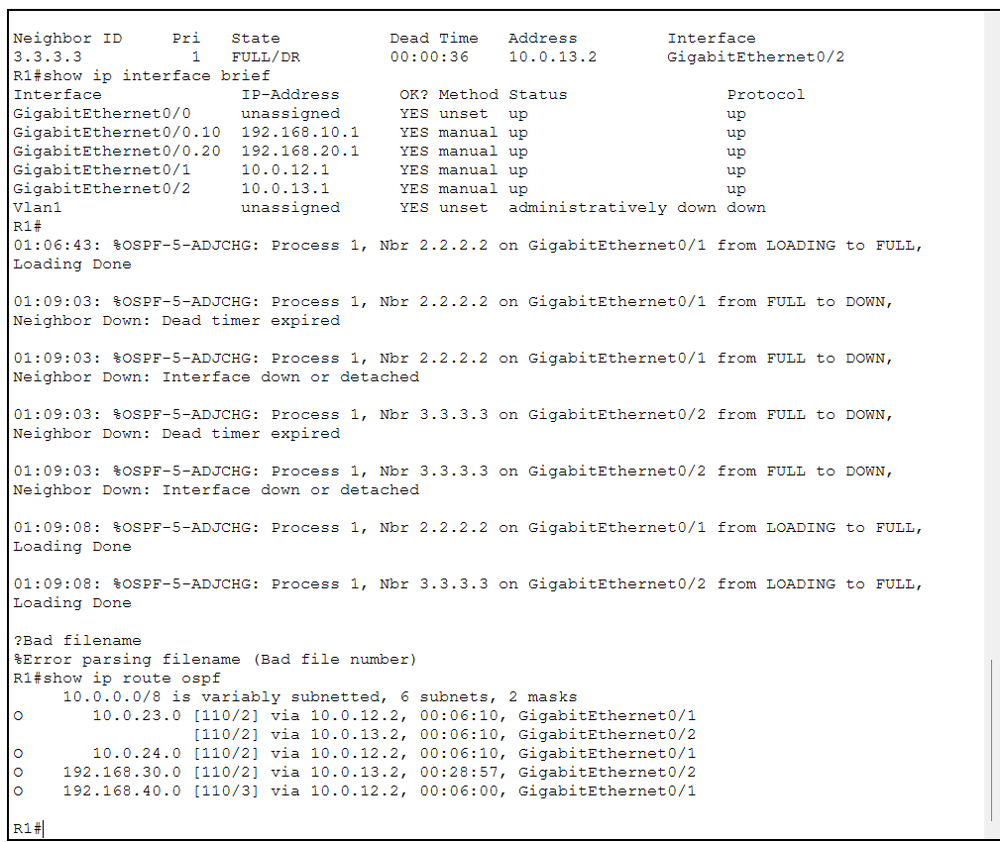 Neighbor ID     Pri   State           Dead Time   Address         Interface
3.3.3.3           1   FULL/DR         00:00:36    10.0.13.2       GigabitEthernet0/2
R1#show ip interface brief
Interface              IP-Address      OK? Method Status                Protocol
GigabitEthernet0/0     unassigned      YES unset  up                    up
GigabitEthernet0/0.10  192.168.10.1    YES manual up                    up
GigabitEthernet0/0.20  192.168.20.1    YES manual up                    up
GigabitEthernet0/1     10.0.12.1       YES manual up                    up
GigabitEthernet0/2     10.0.13.1       YES manual up                    up
Vlan1                  unassigned      YES unset  administratively down down
R1#
01:06:43: %OSPF-5-ADJCHG: Process 1, Nbr 2.2.2.2 on GigabitEthernet0/1 from LOADING to FULL,
Loading Done
01:09:03: %OSPF-5-ADJCHG: Process 1, Nbr 2.2.2.2 on GigabitEthernet0/1 from FULL to DOWN,
Neighbor Down: Dead timer expired
01:09:03: %OSPF-5-ADJCHG: Process 1, Nbr 2.2.2.2 on GigabitEthernet0/1 from FULL to DOWN,
Neighbor Down: Interface down or detached
01:09:03: %OSPF-5-ADJCHG: Process 1, Nbr 3.3.3.3 on GigabitEthernet0/2 from FULL to DOWN,
Neighbor Down: Dead timer expired
01:09:03: %OSPF-5-ADJCHG: Process 1, Nbr 3.3.3.3 on GigabitEthernet0/2 from FULL to DOWN,
Neighbor Down: Interface down or detached
01:09:08: %OSPF-5-ADJCHG: Process 1, Nbr 2.2.2.2 on GigabitEthernet0/1 from LOADING to FULL,
Loading Done
01:09:08: %OSPF-5-ADJCHG: Process 1, Nbr 3.3.3.3 on GigabitEthernet0/2 from LOADING to FULL,
Loading Done
?Bad filename
%Error parsing filename (Bad file number)
R1#show ip route ospf
     10.0.0.0/8 is variably subnetted, 6 subnets, 2 masks
O       10.0.23.0 [110/2] via 10.0.12.2, 00:06:10, GigabitEthernet0/1
                  [110/2] via 10.0.13.2, 00:06:10, GigabitEthernet0/2
O       10.0.24.0 [110/2] via 10.0.12.2, 00:06:10, GigabitEthernet0/1
O    192.168.30.0 [110/2] via 10.0.13.2, 00:28:57, GigabitEthernet0/2
O    192.168.40.0 [110/3] via 10.0.12.2, 00:06:00, GigabitEthernet0/1
R1#